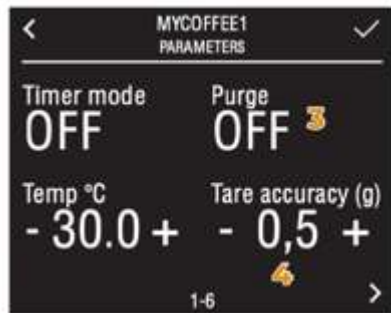 < MYCOFFEE1 ✓
PARAMETERS
Timer mode Purge
OFF OFF 3
Temp °C Tare accuracy (g)
- 30.0 + - 0,5 +
4
1-6 >